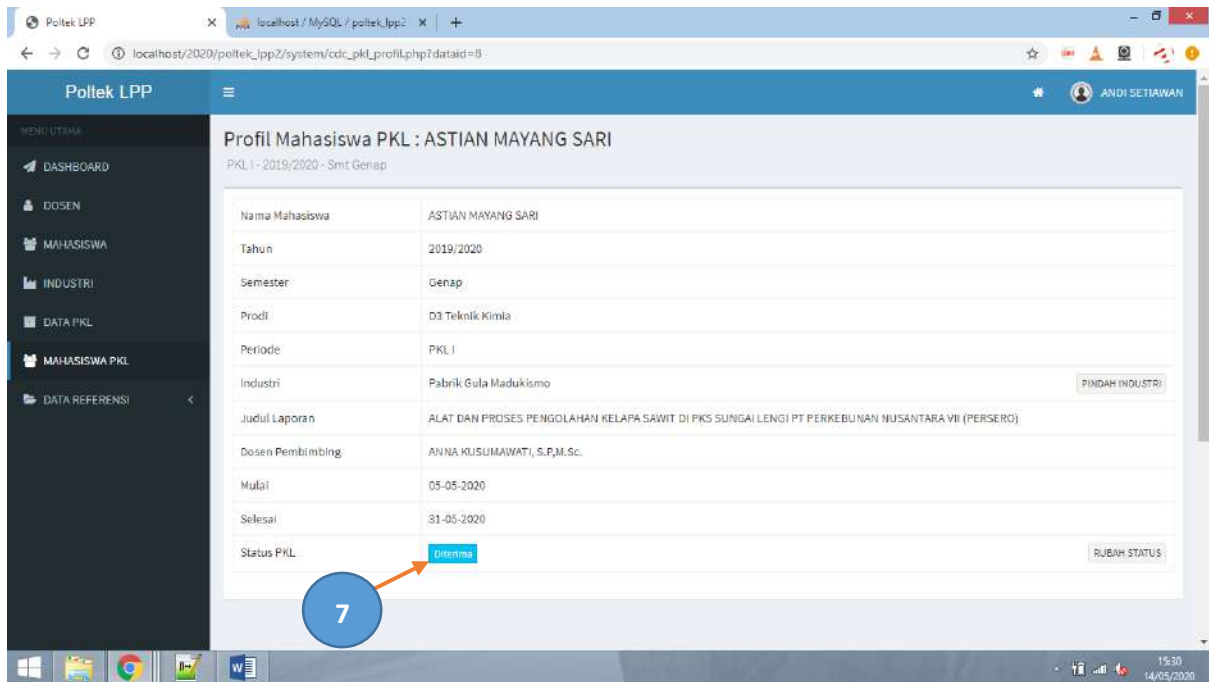 Poltek LPP
localhost / MySQL / poltek_lpp2
localhost/2020/poltek_lpp2/system/cdc_pkl_profil.php?dataid=8
Poltek LPP
ANDI SETIAWAN
MENU UTAMA
DASHBOARD
DOSEN
MAHASISWA
INDUSTRI
DATA PKL
MAHASISWA PKL
DATA REFERENSI
Profil Mahasiswa PKL : ASTIAN MAYANG SARI
PKL I - 2019/2020 - Smt Genap
Nama Mahasiswa ASTIAN MAYANG SARI
Tahun 2019/2020
Semester Genap
Prodi D3 Teknik Kimia
Periode PKL I
Industri Pabrik Gula Madukismo PINDAH INDUSTRI
Judul Laporan ALAT DAN PROSES PENGOLAHAN KELAPA SAWIT DI PKS SUNGAI LENGI PT PERKEBUNAN NUSANTARA VII (PERSERO)
Dosen Pembimbing ANNA KUSUMAWATI, S.P,M.Sc.
Mulai 05-05-2020
Selesai 31-05-2020
Status PKL Diterima RUBAH STATUS
7
15:30
14/05/2020